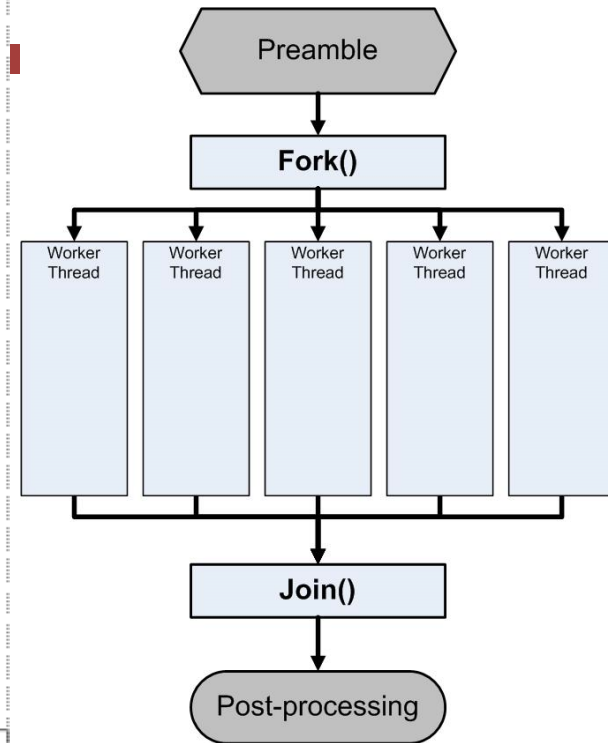 Preamble
Fork()
Worker
Thread
Worker
Thread
Worker
Thread
Worker
Thread
Worker
Thread
Join()
Post-processing